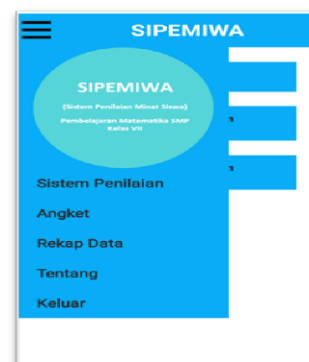 SIPEMIWA
SIPEMIWA
(Sistem Penilaian Minat Siswa)
Pembelajaran Matematika SMP
Kelas VII
Sistem Penilaian
Angket
Rekap Data
Tentang
Keluar